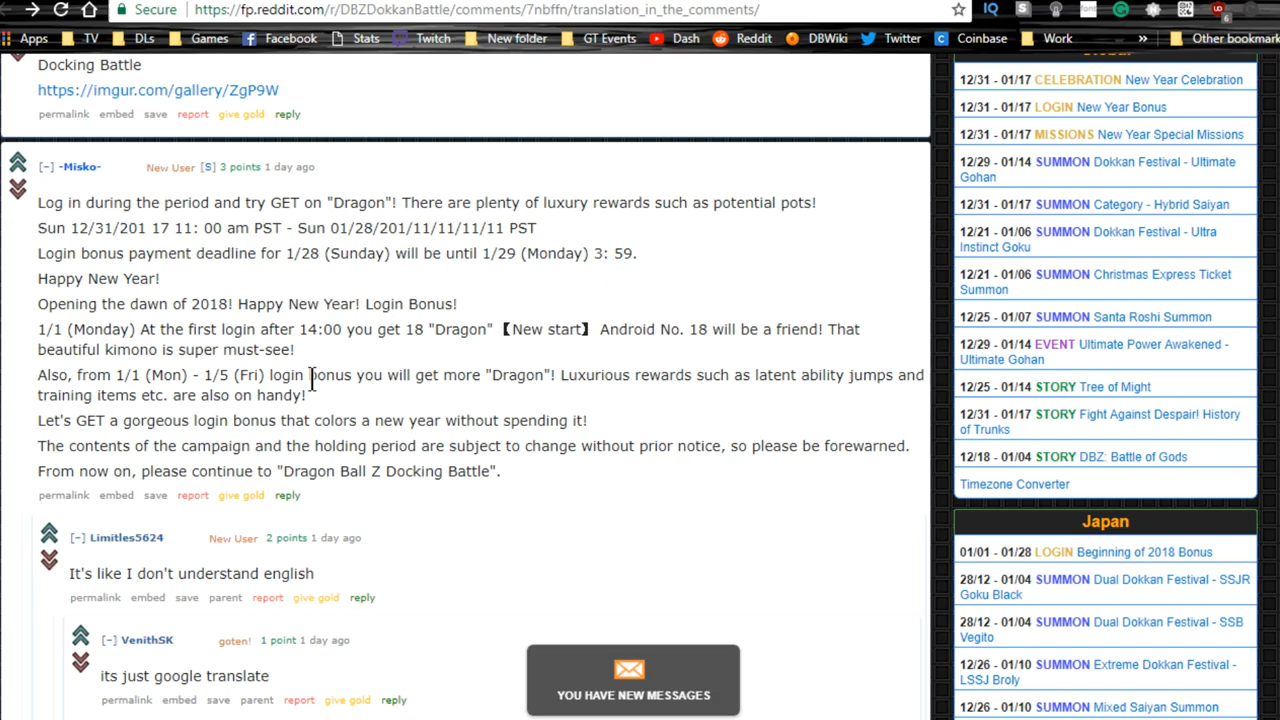 Secure
https://fp.reddit.com/r/DBZDokkanBattle/comments/7nbffn/translation_in_the_comments/
IQ
6
Apps TV DLs Games Facebook Stats Twitch New folder GT Events Dash Reddit DBWiki Twitter Coinbase Work » Other bookmark
Docking Battle
https://imgur.com/gallery/ZgP9W
permalink embed save report give gold reply
[-] -Misko- New User [S] 3 points 1 day ago
Log in during the period and try GET on "Dragon"! There are plenty of luxury rewards such as potential pots!
Sun 12/31/201 17 11: 00 am PST - Sun 01/28/201/11/11/11/11 PST
Login bonus payment deadline for 1/28 (Sunday) will be until 1/29 (Monday) 3: 59.
Happy New Year!
Opening the dawn of 2018! Happy New Year! Login Bonus!
1/1 (Monday) At the first login after 14:00 you get 18 "Dragon" 【New start】 Android No. 18 will be a friend! That
beautiful kimono is super must-see!
Also, from 1/1 (Mon) - 1/5 (Fri) login bonus you will get more "Dragon"! Luxurious rewards such as latent ability jumps and
training items etc. are also on handy!
Let's GET a gorgeous login bonus that colors a new year without spending it!
The contents of the campaign and the holding period are subject to change without prior notice, so please be forewarned.
From now on, please continue to "Dragon Ball Z Docking Battle".
permalink embed save report give gold reply
[-] Limitles5624 New User 2 points 1 day ago
It's like I don't understand english
permalink embed save parent report give gold reply
[-] VenithSK goten! 1 point 1 day ago
its just google translate
permalink embed save parent report give gold reply
YOU HAVE NEW MESSAGES
12/31 - 01/17 CELEBRATION New Year Celebration
12/31 - 01/17 LOGIN New Year Bonus
12/31 - 01/17 MISSIONS New Year Special Missions
12/29 - 01/14 SUMMON Dokkan Festival - Ultimate
Gohan
12/31 - 01/17 SUMMON Category - Hybrid Saiyan
12/21 - 01/06 SUMMON Dokkan Festival - Ultra
Instinct Goku
12/21 - 01/06 SUMMON Christmas Express Ticket
Summon
12/25 - 01/07 SUMMON Santa Roshi Summon
12/29 - 01/14 EVENT Ultimate Power Awakened -
Ultimate Gohan
12/25 - 01/14 STORY Tree of Might
12/31 - 01/17 STORY Fight Against Despair! History
of Trunks
12/18 - 01/04 STORY DBZ: Battle of Gods
Timezone Converter
Japan
01/01 - 01/28 LOGIN Beginning of 2018 Bonus
28/12 - 01/04 SUMMON Dual Dokkan Festival - SSJR
Goku Black
28/12 - 01/04 SUMMON Dual Dokkan Festival - SSB
Vegito
12/26 - 01/10 SUMMON Extreme Dokkan Festival -
LSSJ Broly
12/26 - 01/10 SUMMON Mixed Saiyan Summon